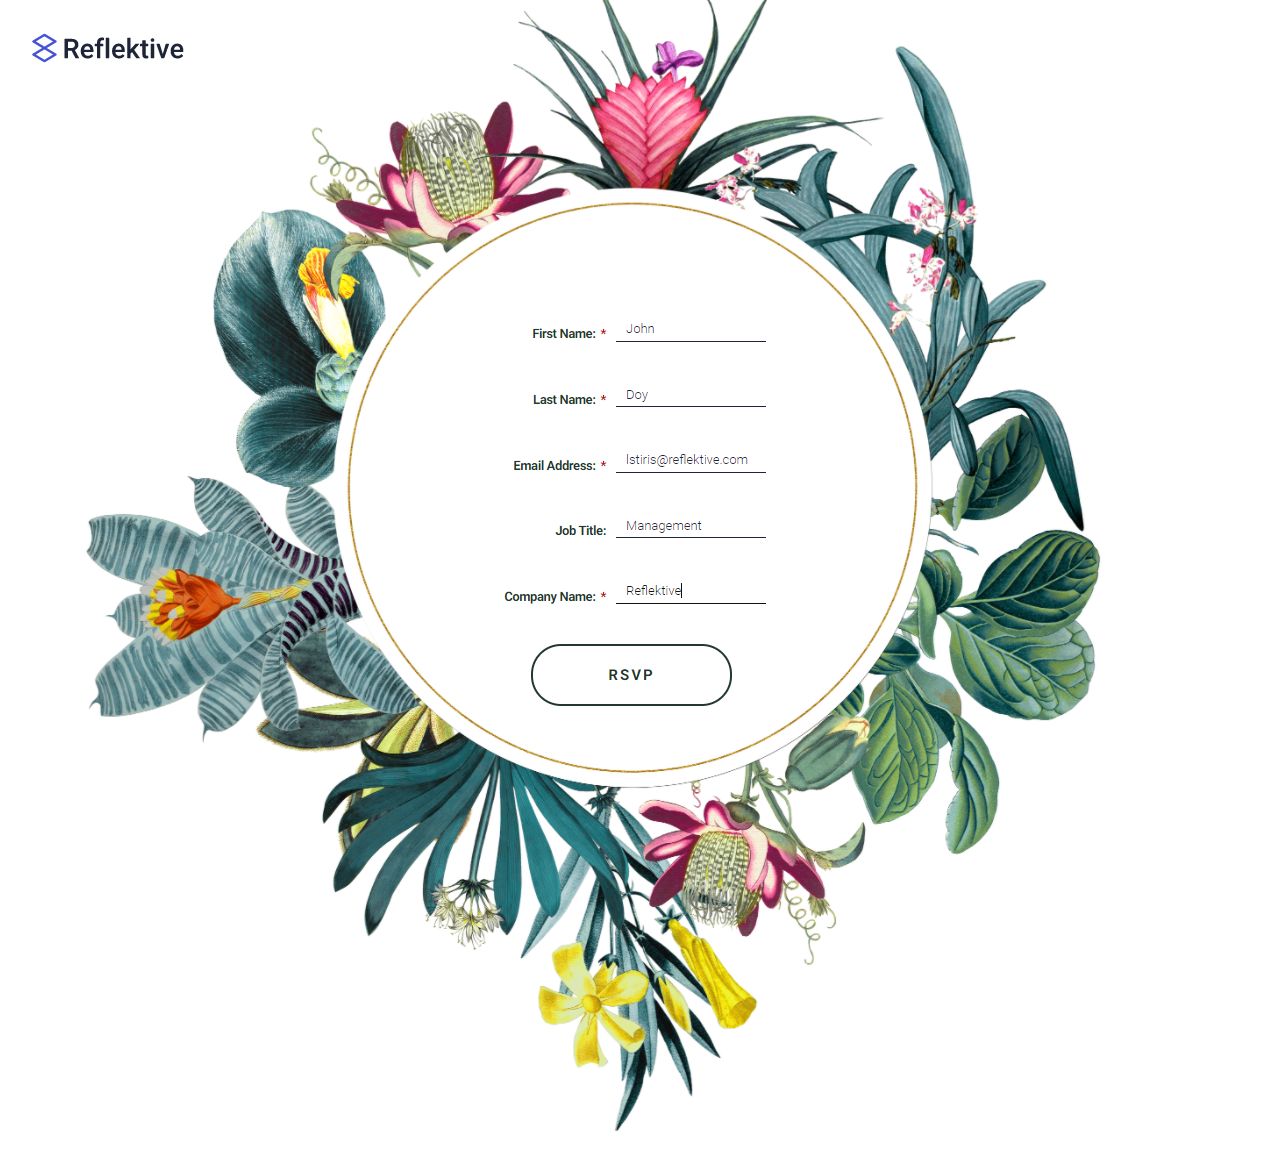 Reflektive
First Name: * John
Last Name: * Doy
Email Address: * lstiris@reflektive.com
Job Title: Management
Company Name: * Reflektive
RSVP